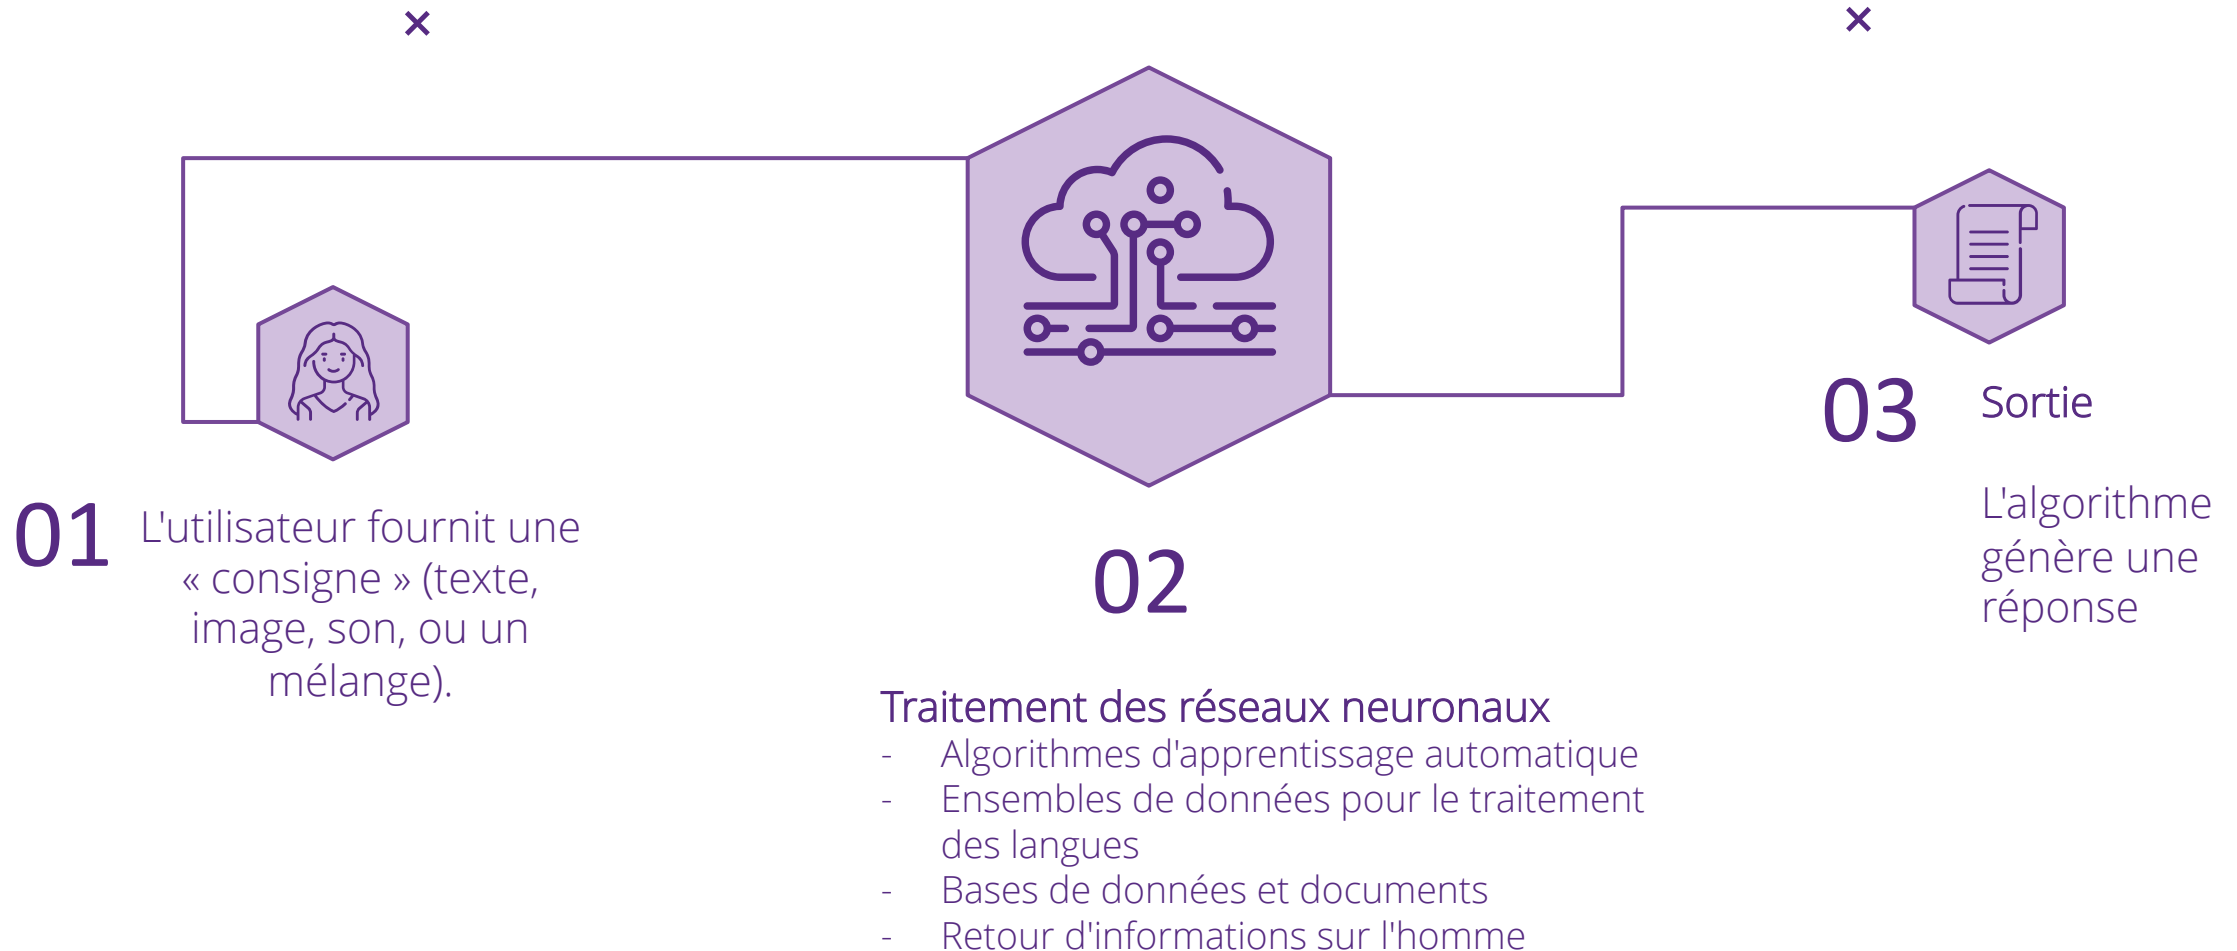 01
L'utilisateur fournit une
« consigne » (texte,
image, son, ou un
mélange).
02
Traitement des réseaux neuronaux
- Algorithmes d'apprentissage automatique
- Ensembles de données pour le traitement
des langues
- Bases de données et documents
- Retour d'informations sur l'homme
03
Sortie
L'algorithme
génère une
réponse